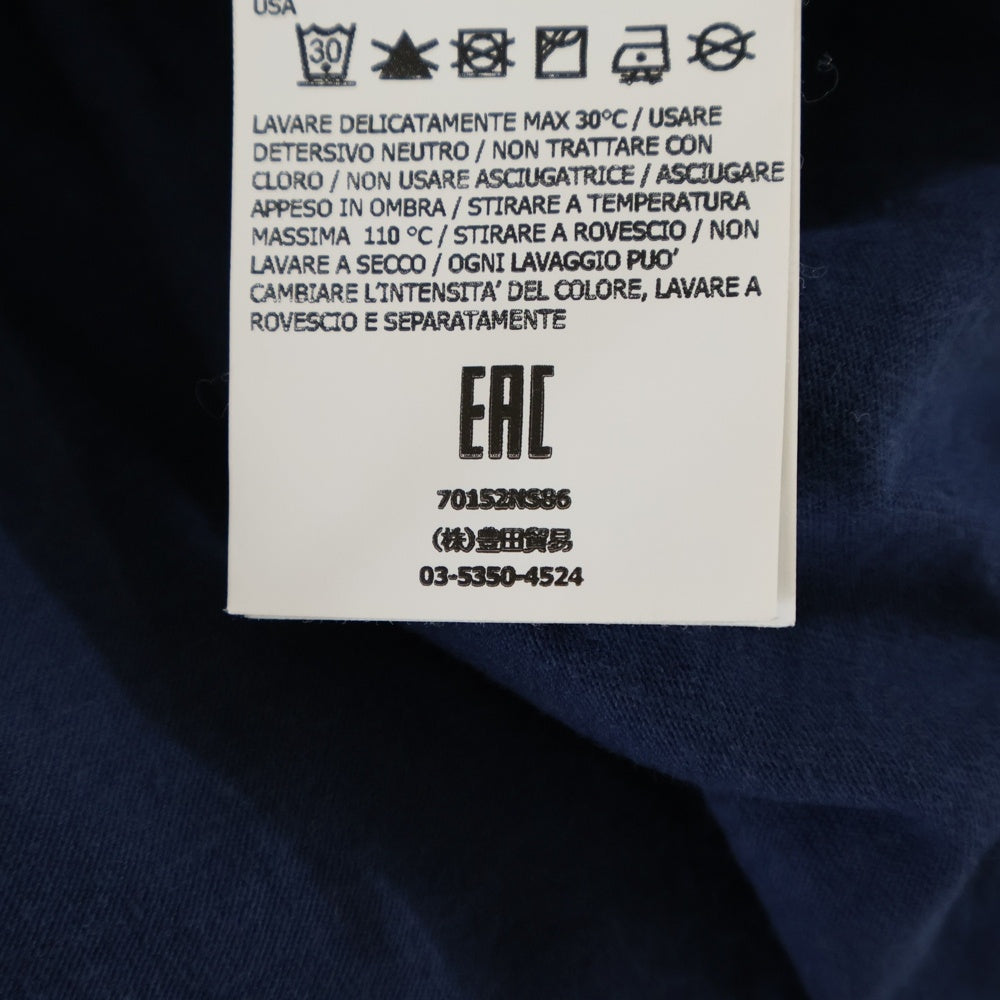 USA
30
LAVARE DELICATAMENTE MAX 30°C / USARE
DETERSIVO NEUTRO / NON TRATTARE CON
CLORO / NON USARE ASCIUGATRICE / ASCIUGARE
APPESO IN OMBRA / STIRARE A TEMPERATURA
MASSIMA 110 °C / STIRARE A ROVESCIO / NON
LAVARE A SECCO / OGNI LAVAGGIO PUO'
CAMBIARE L'INTENSITA' DEL COLORE, LAVARE A
ROVESCIO E SEPARATAMENTE
EAC
70152NS86
(株)豊田貿易
03-5350-4524